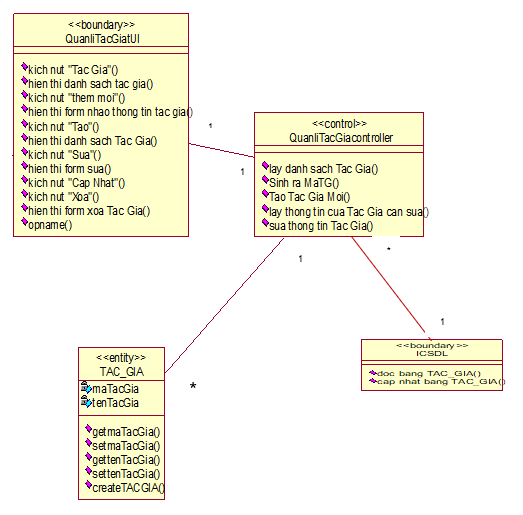 <<boundary>>
QuanliTacGiatUI
kich nut "Tac Gia"()
hien thi danh sach tac gia()
kich nut "them moi"()
hien thi form nhao thong tin tac gia()
kich nut "Tao"()
hien thi danh sach Tac Gia()
kich nut "Sua"()
hien thi form sua()
kich nut "Cap Nhat"()
kich nut "Xoa"()
hien thi form xoa Tac Gia()
opname()
1
1
<<control>>
QuanliTacGiacontroller
lay danh sach Tac Gia()
Sinh ra MaTG()
Tao Tac Gia Moi()
lay thong tin cua Tac Gia can sua()
sua thong tin Tac Gia()
1
*
*
1
<<entity>>
TAC_GIA
maTacGia
tenTacGia
getmaTacGia()
setmaTacGia()
gettenTacGia()
settenTacGia()
createTACGIA()
<<boundary>>
ICSDL
doc bang TAC_GIA()
cap nhat bang TAC_GIA()